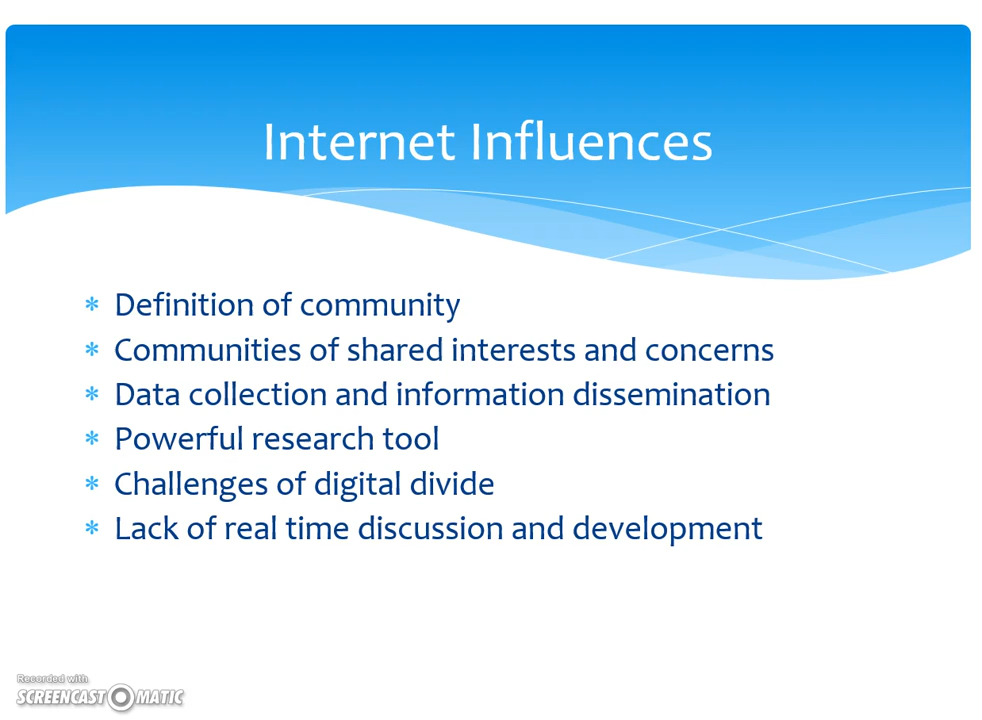 Internet Influences
* Definition of community
* Communities of shared interests and concerns
* Data collection and information dissemination
* Powerful research tool
* Challenges of digital divide
* Lack of real time discussion and development
Recorded with
SCREENCAST MATIC